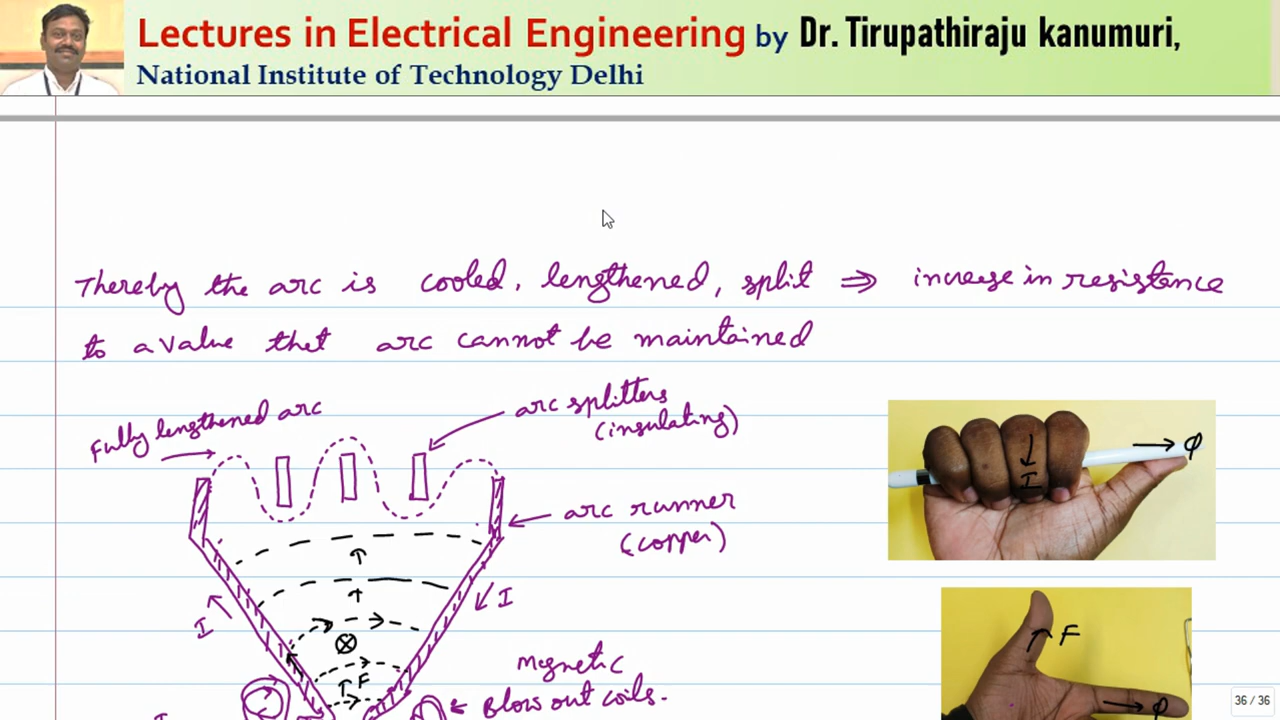 Lectures in Electrical Engineering by Dr. Tirupathiraju kanumuri,
National Institute of Technology Delhi
Thereby the arc is cooled, lengthened, split ⇒ increase in resistance
to a value that arc cannot be maintained
Fully lengthened arc
arc splitters
(insulating)
arc runner
(copper)
I
I
F
Magnetic
Blow out coils.
I
ϕ
I
F
ϕ
36 / 36